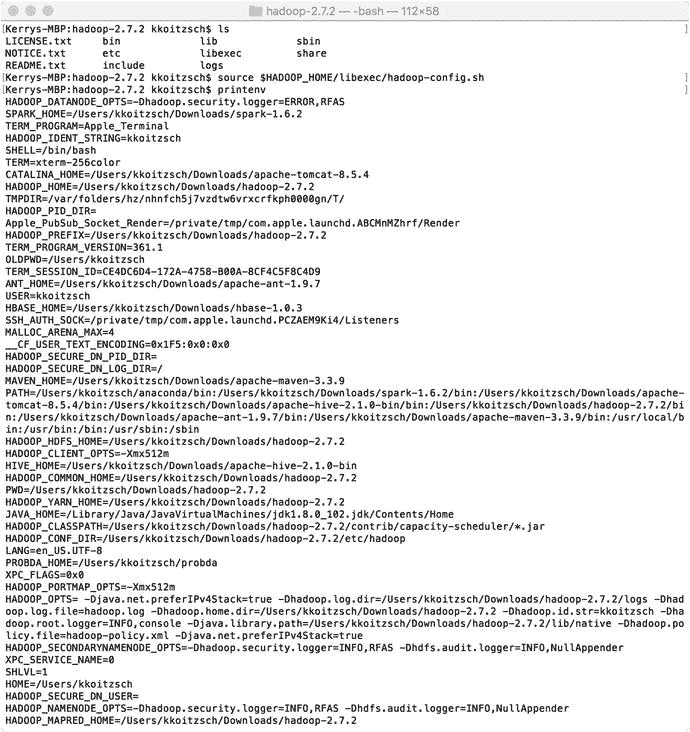 hadoop-2.7.2 — -bash — 112×58
[Kerrys-MBP:hadoop-2.7.2 kkoitzsch$ ls ]
LICENSE.txt bin lib sbin
NOTICE.txt etc libexec share
README.txt include logs
[Kerrys-MBP:hadoop-2.7.2 kkoitzsch$ source $HADOOP_HOME/libexec/hadoop-config.sh ]
[Kerrys-MBP:hadoop-2.7.2 kkoitzsch$ printenv ]
HADOOP_DATANODE_OPTS=-Dhadoop.security.logger=ERROR,RFAS
SPARK_HOME=/Users/kkoitzsch/Downloads/spark-1.6.2
TERM_PROGRAM=Apple_Terminal
HADOOP_IDENT_STRING=kkoitzsch
SHELL=/bin/bash
TERM=xterm-256color
CATALINA_HOME=/Users/kkoitzsch/Downloads/apache-tomcat-8.5.4
HADOOP_HOME=/Users/kkoitzsch/Downloads/hadoop-2.7.2
TMPDIR=/var/folders/hz/nhnfch5j7vzdtw6vrxcrfkph0000gn/T/
HADOOP_PID_DIR=
Apple_PubSub_Socket_Render=/private/tmp/com.apple.launchd.ABCMnMZhrf/Render
HADOOP_PREFIX=/Users/kkoitzsch/Downloads/hadoop-2.7.2
TERM_PROGRAM_VERSION=361.1
OLDPWD=/Users/kkoitzsch
TERM_SESSION_ID=CE4DC6D4-172A-4758-B00A-8CF4C5F8C4D9
ANT_HOME=/Users/kkoitzsch/Downloads/apache-ant-1.9.7
USER=kkoitzsch
HBASE_HOME=/Users/kkoitzsch/Downloads/hbase-1.0.3
SSH_AUTH_SOCK=/private/tmp/com.apple.launchd.PCZAEM9Ki4/Listeners
MALLOC_ARENA_MAX=4
__CF_USER_TEXT_ENCODING=0x1F5:0x0:0x0
HADOOP_SECURE_DN_PID_DIR=
HADOOP_SECURE_DN_LOG_DIR=/
MAVEN_HOME=/Users/kkoitzsch/Downloads/apache-maven-3.3.9
PATH=/Users/kkoitzsch/anaconda/bin:/Users/kkoitzsch/Downloads/spark-1.6.2/bin:/Users/kkoitzsch/Downloads/apache-
tomcat-8.5.4/bin:/Users/kkoitzsch/Downloads/apache-hive-2.1.0-bin/bin:/Users/kkoitzsch/Downloads/hadoop-2.7.2/bi
n:/Users/kkoitzsch/Downloads/apache-ant-1.9.7/bin:/Users/kkoitzsch/Downloads/apache-maven-3.3.9/bin:/usr/local/b
in:/usr/bin:/bin:/usr/sbin:/sbin
HADOOP_HDFS_HOME=/Users/kkoitzsch/Downloads/hadoop-2.7.2
HADOOP_CLIENT_OPTS=-Xmx512m
HIVE_HOME=/Users/kkoitzsch/Downloads/apache-hive-2.1.0-bin
HADOOP_COMMON_HOME=/Users/kkoitzsch/Downloads/hadoop-2.7.2
PWD=/Users/kkoitzsch/Downloads/hadoop-2.7.2
HADOOP_YARN_HOME=/Users/kkoitzsch/Downloads/hadoop-2.7.2
JAVA_HOME=/Library/Java/JavaVirtualMachines/jdk1.8.0_102.jdk/Contents/Home
HADOOP_CLASSPATH=/Users/kkoitzsch/Downloads/hadoop-2.7.2/contrib/capacity-scheduler/*.jar
HADOOP_CONF_DIR=/Users/kkoitzsch/Downloads/hadoop-2.7.2/etc/hadoop
LANG=en_US.UTF-8
PROBDA_HOME=/Users/kkoitzsch/probda
XPC_FLAGS=0x0
HADOOP_PORTMAP_OPTS=-Xmx512m
HADOOP_OPTS= -Djava.net.preferIPv4Stack=true -Dhadoop.log.dir=/Users/kkoitzsch/Downloads/hadoop-2.7.2/logs -Dhad
oop.log.file=hadoop.log -Dhadoop.home.dir=/Users/kkoitzsch/Downloads/hadoop-2.7.2 -Dhadoop.id.str=kkoitzsch -Dha
doop.root.logger=INFO,console -Djava.library.path=/Users/kkoitzsch/Downloads/hadoop-2.7.2/lib/native -Dhadoop.po
licy.file=hadoop-policy.xml -Djava.net.preferIPv4Stack=true
HADOOP_SECONDARYNAMENODE_OPTS=-Dhadoop.security.logger=INFO,RFAS -Dhdfs.audit.logger=INFO,NullAppender
XPC_SERVICE_NAME=0
SHLVL=1
HOME=/Users/kkoitzsch
HADOOP_SECURE_DN_USER=
HADOOP_NAMENODE_OPTS=-Dhadoop.security.logger=INFO,RFAS -Dhdfs.audit.logger=INFO,NullAppender
HADOOP_MAPRED_HOME=/Users/kkoitzsch/Downloads/hadoop-2.7.2